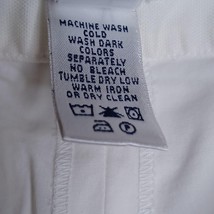 MACHINE WASH
COLD
WASH DARK
COLORS
SEPARATELY
NO BLEACH
TUMBLE DRY LOW
WARM IRON
OR DRY CLEAN
P